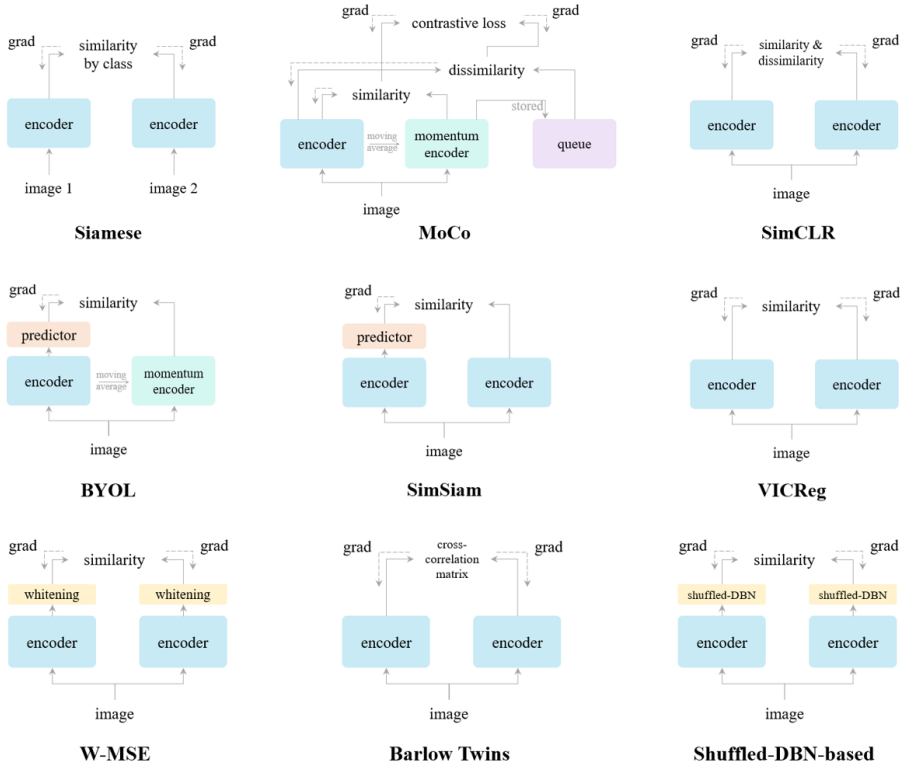 grad
similarity
by class
grad
encoder
encoder
image 1
image 2
Siamese
grad
contrastive loss
grad
dissimilarity
similarity
stored
encoder
moving
average
momentum
encoder
queue
image
MoCo
grad
similarity &
dissimilarity
grad
encoder
encoder
image
SimCLR
grad
similarity
predictor
encoder
moving
average
momentum
encoder
image
BYOL
grad
similarity
predictor
encoder
encoder
image
SimSiam
grad
similarity
grad
encoder
encoder
image
VICReg
grad
similarity
grad
whitening
whitening
encoder
encoder
image
W-MSE
grad
cross-
correlation
matrix
grad
encoder
encoder
image
Barlow Twins
grad
similarity
grad
shuffled-DBN
shuffled-DBN
encoder
encoder
image
Shuffled-DBN-based